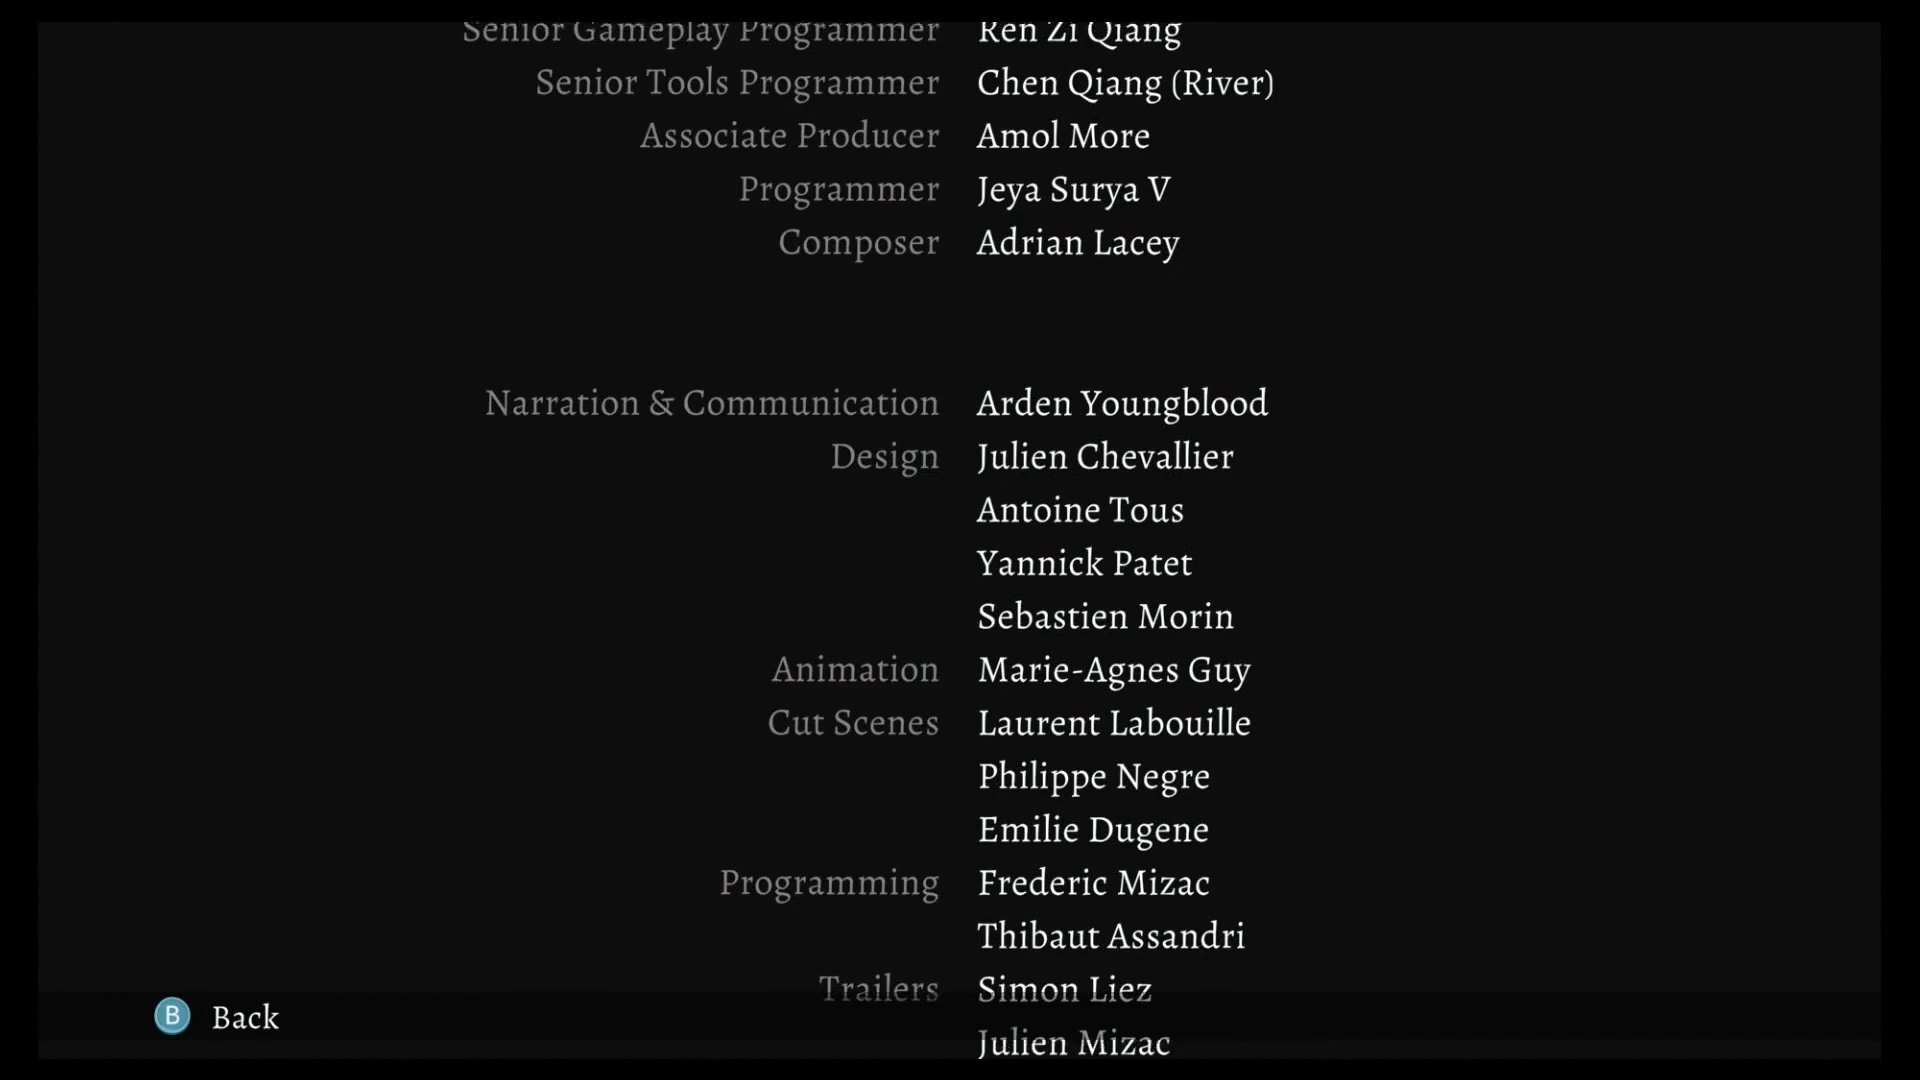 Senior Gameplay Programmer Ren Zi Qiang
Senior Tools Programmer Chen Qiang (River)
Associate Producer Amol More
Programmer Jeya Surya V
Composer Adrian Lacey
Narration & Communication Arden Youngblood
Design Julien Chevallier
Antoine Tous
Yannick Patet
Sebastien Morin
Animation Marie-Agnes Guy
Cut Scenes Laurent Labouille
Philippe Negre
Emilie Dugene
Programming Frederic Mizac
Thibaut Assandri
Trailers Simon Liez
B Back
Julien Mizac